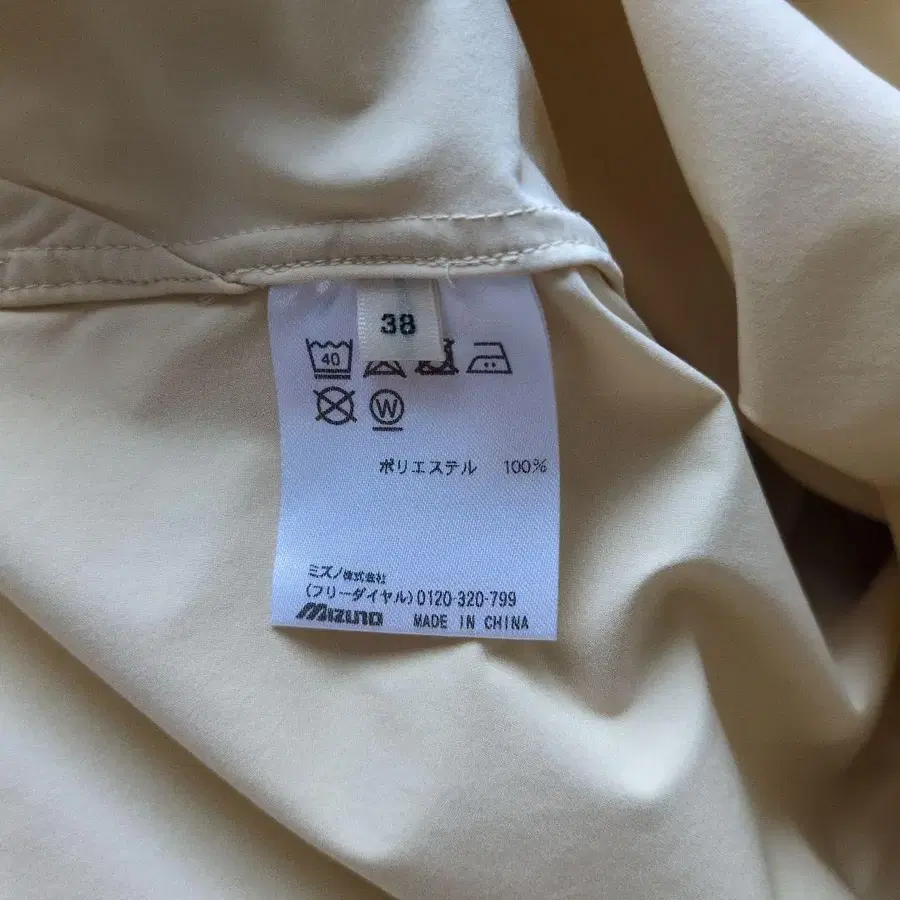 38
40
W
ポリエステル 100%
ミズノ株式会社
(フリーダイヤル)0120-320-799
MIZUNO MADE IN CHINA